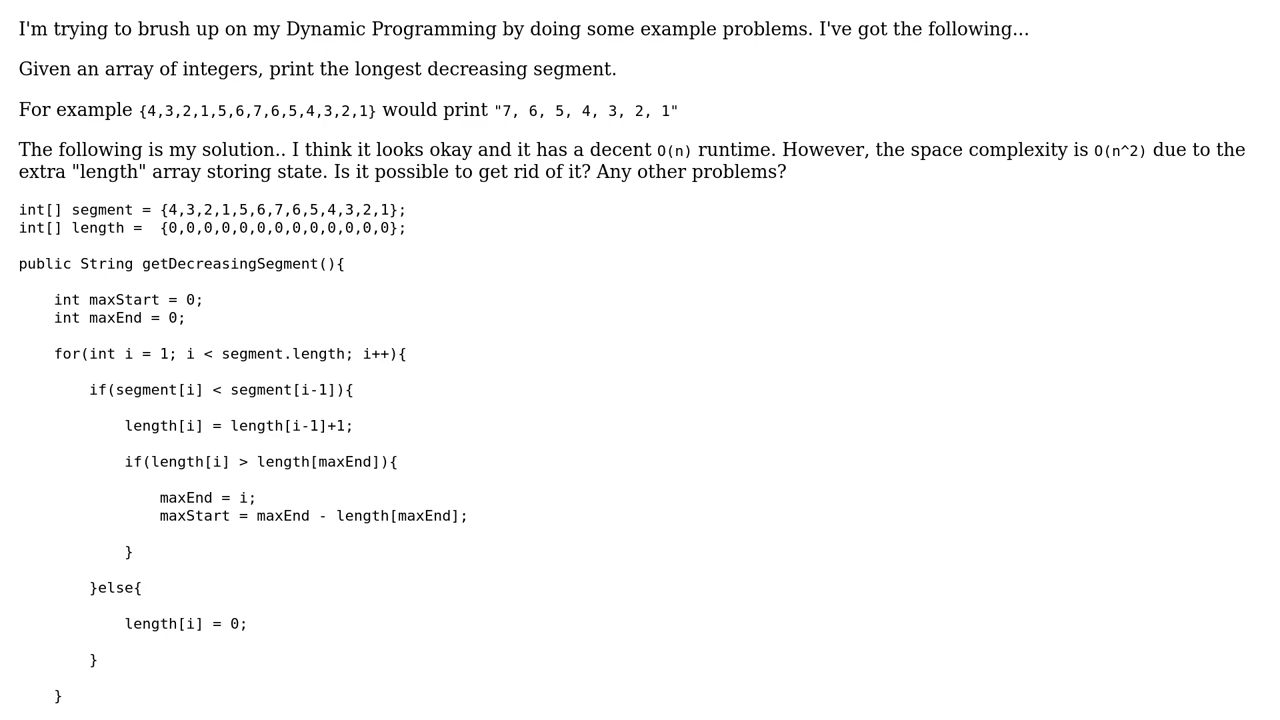 I'm trying to brush up on my Dynamic Programming by doing some example problems. I've got the following...
Given an array of integers, print the longest decreasing segment.
For example {4,3,2,1,5,6,7,6,5,4,3,2,1} would print "7, 6, 5, 4, 3, 2, 1"
The following is my solution.. I think it looks okay and it has a decent O(n) runtime. However, the space complexity is O(n^2) due to the
extra "length" array storing state. Is it possible to get rid of it? Any other problems?
int[] segment = {4,3,2,1,5,6,7,6,5,4,3,2,1};
int[] length =  {0,0,0,0,0,0,0,0,0,0,0,0,0};
public String getDecreasingSegment(){
    int maxStart = 0;
    int maxEnd = 0;
    for(int i = 1; i < segment.length; i++){
        if(segment[i] < segment[i-1]){
            length[i] = length[i-1]+1;
            if(length[i] > length[maxEnd]){
                maxEnd = i;
                maxStart = maxEnd - length[maxEnd];
            }
        }else{
            length[i] = 0;
        }
    }